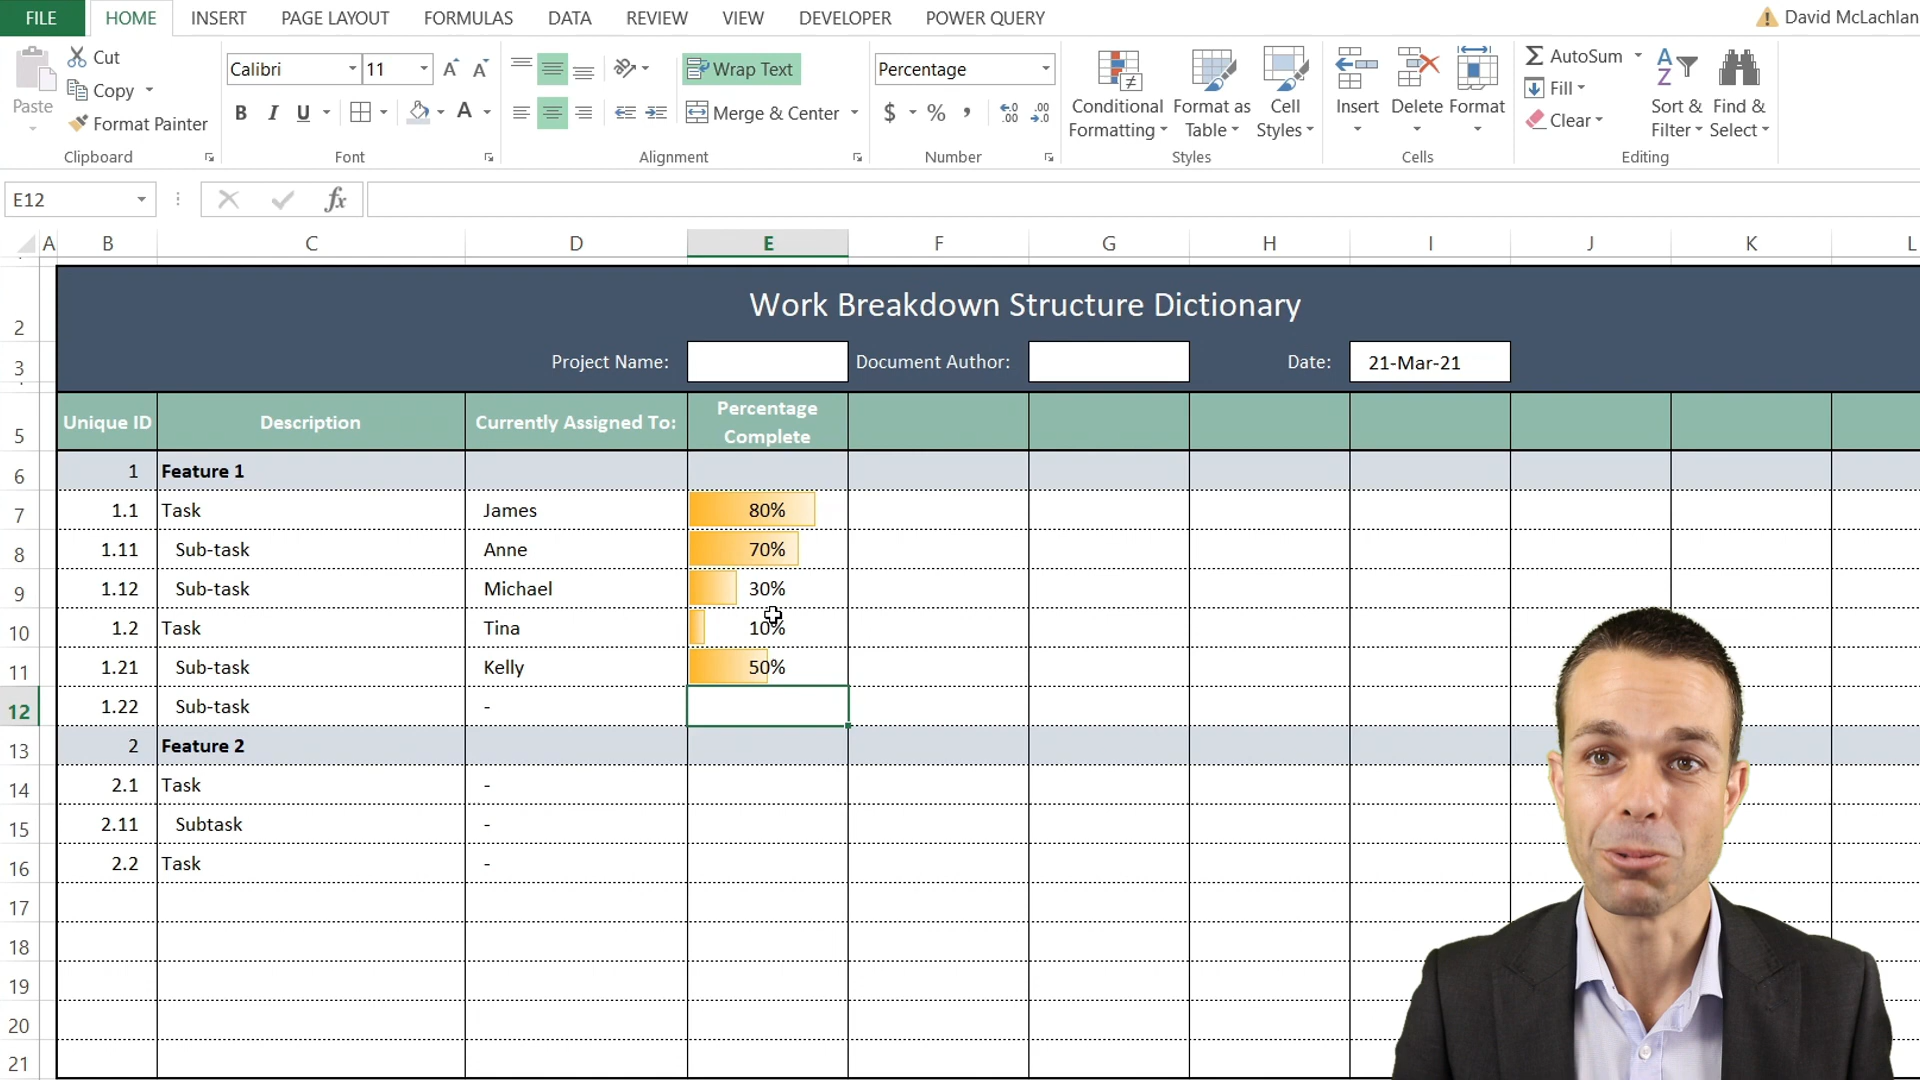 FILE HOME INSERT PAGE LAYOUT FORMULAS DATA REVIEW VIEW DEVELOPER POWER QUERY David McLachlan
Paste
Cut
Copy
Format Painter
Clipboard
Calibri 11
B I U
Font
Wrap Text
Merge & Center
Alignment
Percentage
$ % ,
Number
Conditional
Formatting
Format as
Table
Cell
Styles
Styles
Insert Delete Format
Cells
AutoSum
Fill
Clear
Sort &
Filter
Find &
Select
Editing
E12 fx
A B C D E F G H I J K L
2 Work Breakdown Structure Dictionary
3 Project Name: Document Author: Date: 21-Mar-21
5 Unique ID Description Currently Assigned To: Percentage
Complete
6 1 Feature 1
7 1.1 Task James 80%
8 1.11 Sub-task Anne 70%
9 1.12 Sub-task Michael 30%
10 1.2 Task Tina 10%
11 1.21 Sub-task Kelly 50%
12 1.22 Sub-task -
13 2 Feature 2
14 2.1 Task -
15 2.11 Subtask -
16 2.2 Task -
17
18
19
20
21